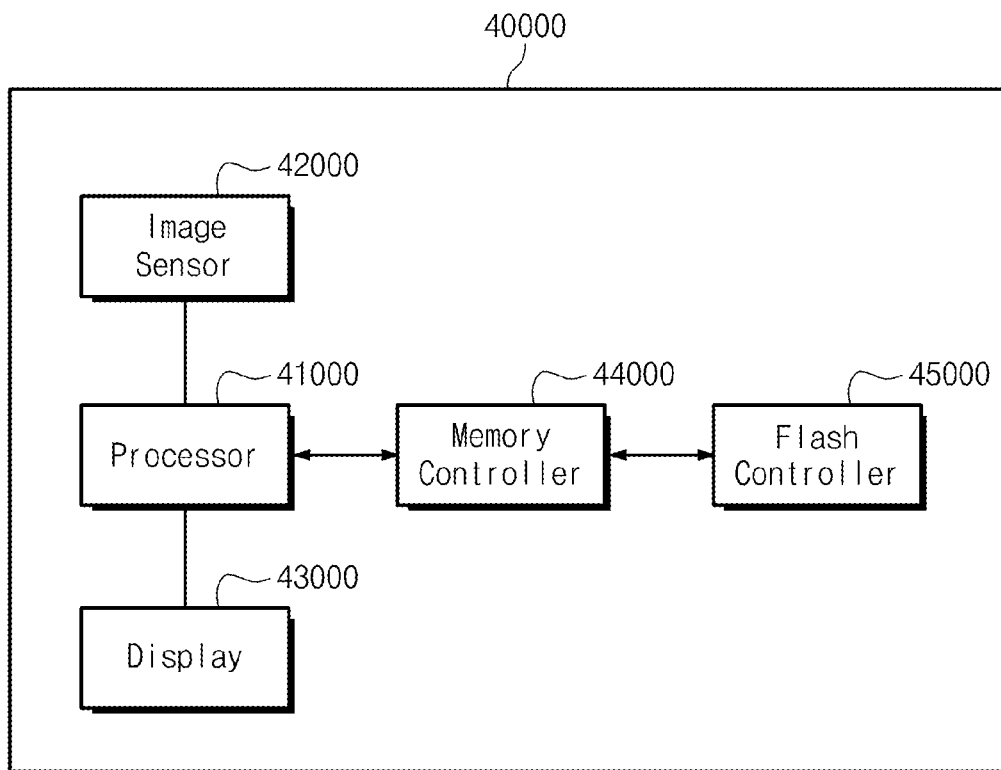 40000
42000
Image
Sensor
41000
44000
45000
Processor
Memory
Controller
Flash
Controller
43000
Display